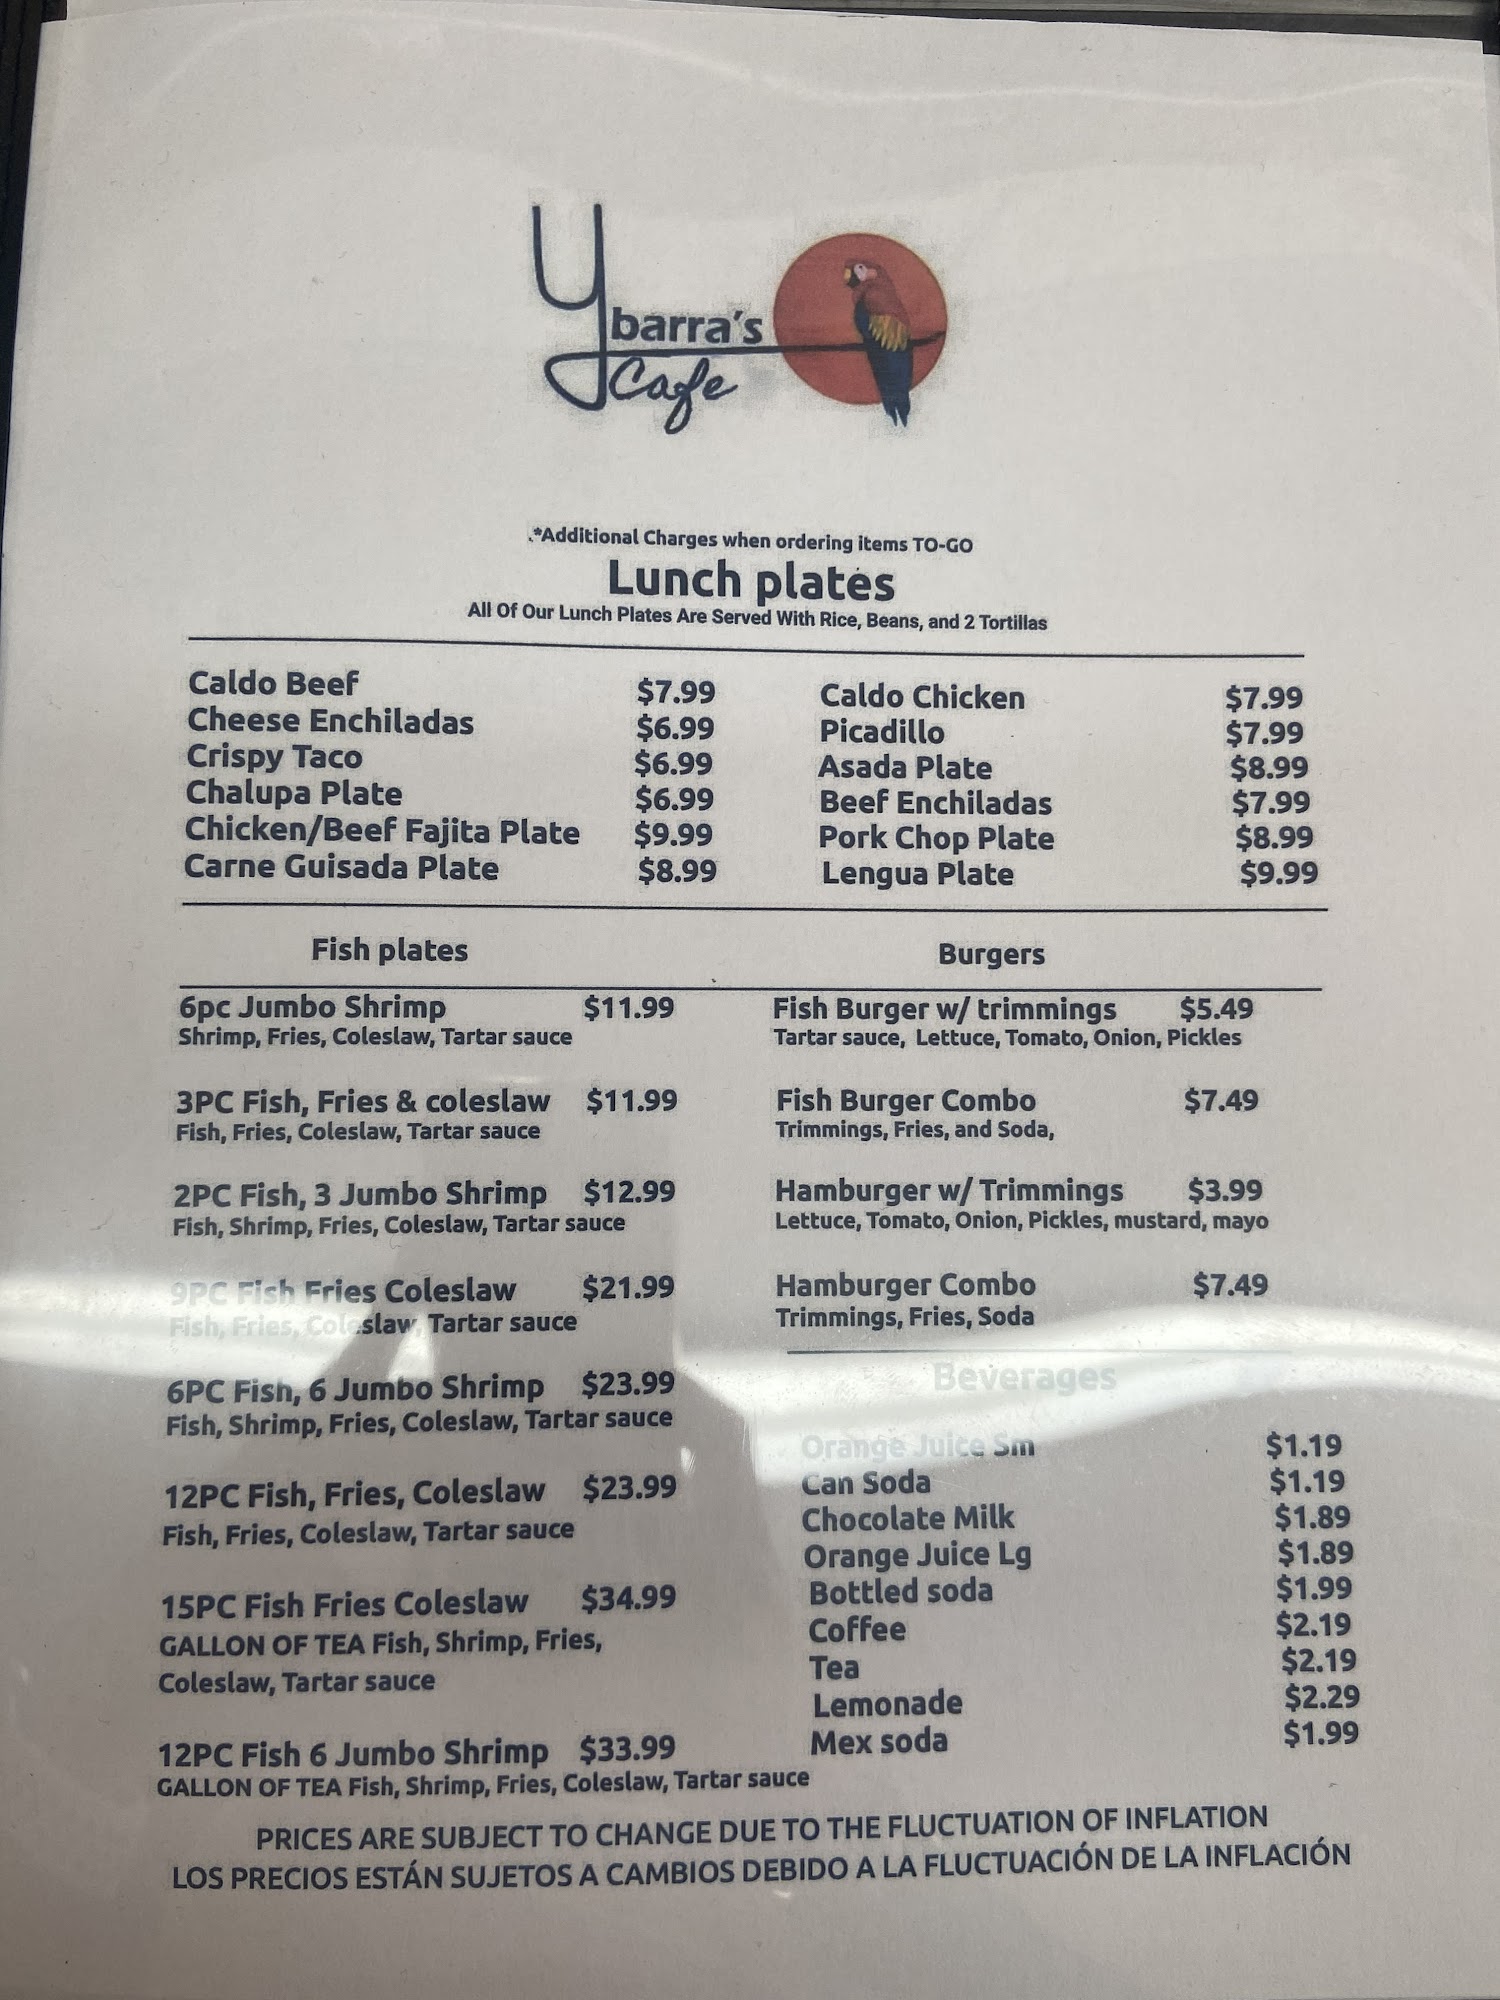 Ybarra's
Cafe
.*Additional Charges when ordering items TO-GO
Lunch plates
All Of Our Lunch Plates Are Served With Rice, Beans, and 2 Tortillas
Caldo Beef $7.99
Cheese Enchiladas $6.99
Crispy Taco $6.99
Chalupa Plate $6.99
Chicken/Beef Fajita Plate $9.99
Carne Guisada Plate $8.99
Caldo Chicken $7.99
Picadillo $7.99
Asada Plate $8.99
Beef Enchiladas $7.99
Pork Chop Plate $8.99
Lengua Plate $9.99
Fish plates
6pc Jumbo Shrimp $11.99
Shrimp, Fries, Coleslaw, Tartar sauce
3PC Fish, Fries & coleslaw $11.99
Fish, Fries, Coleslaw, Tartar sauce
2PC Fish, 3 Jumbo Shrimp $12.99
Fish, Shrimp, Fries, Coleslaw, Tartar sauce
9PC Fish Fries Coleslaw $21.99
Fish, Fries, Coleslaw, Tartar sauce
6PC Fish, 6 Jumbo Shrimp $23.99
Fish, Shrimp, Fries, Coleslaw, Tartar sauce
12PC Fish, Fries, Coleslaw $23.99
Fish, Fries, Coleslaw, Tartar sauce
15PC Fish Fries Coleslaw $34.99
GALLON OF TEA Fish, Shrimp, Fries,
Coleslaw, Tartar sauce
12PC Fish 6 Jumbo Shrimp $33.99
GALLON OF TEA Fish, Shrimp, Fries, Coleslaw, Tartar sauce
Burgers
Fish Burger w/ trimmings $5.49
Tartar sauce, Lettuce, Tomato, Onion, Pickles
Fish Burger Combo $7.49
Trimmings, Fries, and Soda,
Hamburger w/ Trimmings $3.99
Lettuce, Tomato, Onion, Pickles, mustard, mayo
Hamburger Combo $7.49
Trimmings, Fries, Soda
Beverages
Orange Juice Sm $1.19
Can Soda $1.19
Chocolate Milk $1.89
Orange Juice Lg $1.89
Bottled soda $1.99
Coffee $2.19
Tea $2.19
Lemonade $2.29
Mex soda $1.99
PRICES ARE SUBJECT TO CHANGE DUE TO THE FLUCTUATION OF INFLATION
LOS PRECIOS ESTÁN SUJETOS A CAMBIOS DEBIDO A LA FLUCTUACIÓN DE LA INFLACIÓN